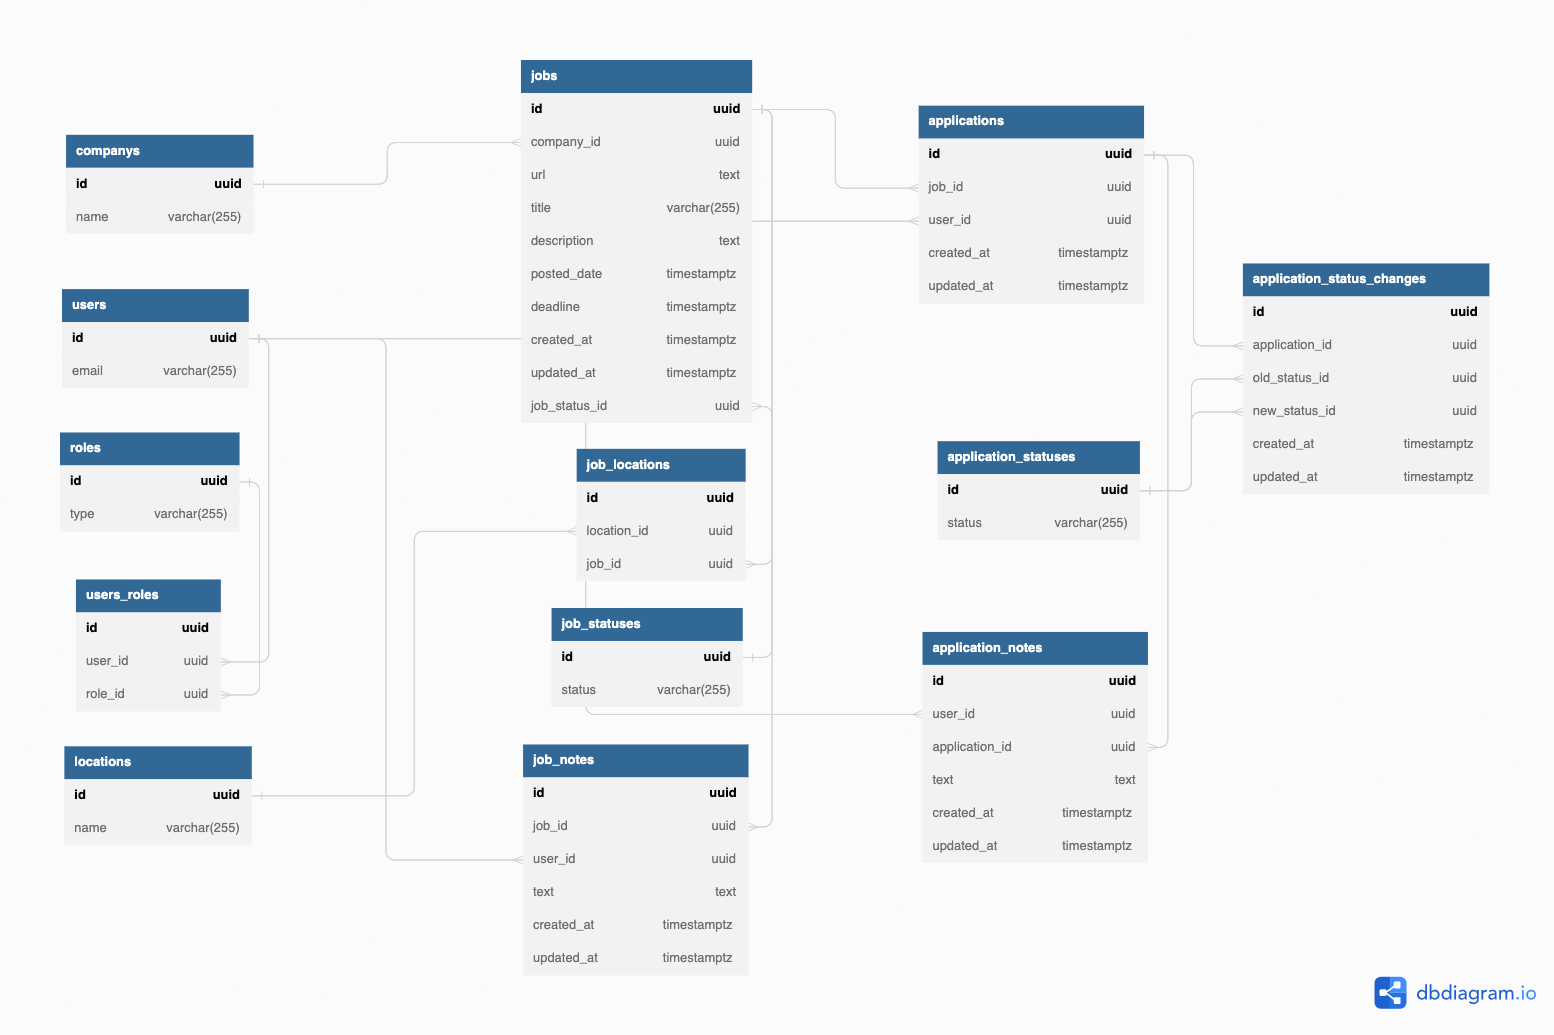 companys
id uuid
name varchar(255)
users
id uuid
email varchar(255)
roles
id uuid
type varchar(255)
users_roles
id uuid
user_id uuid
role_id uuid
locations
id uuid
name varchar(255)
jobs
id uuid
company_id uuid
url text
title varchar(255)
description text
posted_date timestamptz
deadline timestamptz
created_at timestamptz
updated_at timestamptz
job_status_id uuid
job_locations
id uuid
location_id uuid
job_id uuid
job_statuses
id uuid
status varchar(255)
job_notes
id uuid
job_id uuid
user_id uuid
text text
created_at timestamptz
updated_at timestamptz
applications
id uuid
job_id uuid
user_id uuid
created_at timestamptz
updated_at timestamptz
application_statuses
id uuid
status varchar(255)
application_notes
id uuid
user_id uuid
application_id uuid
text text
created_at timestamptz
updated_at timestamptz
application_status_changes
id uuid
application_id uuid
old_status_id uuid
new_status_id uuid
created_at timestamptz
updated_at timestamptz
dbdiagram.io